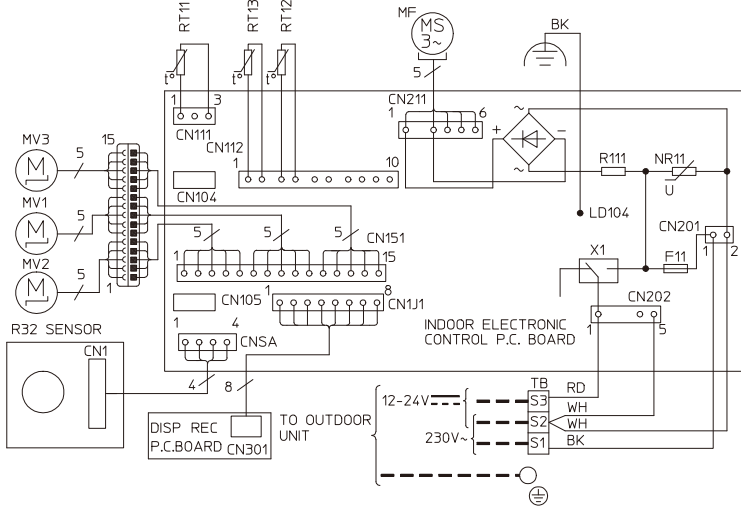 RT11
RT13
RT12
MF
MS
3~
BK
t°
t°
t°
5
1
3
CN211
1
6
~
+
-
~
MV3
15
CN111
CN112
1
10
R111
NR11
U
M
5
CN104
LD104
MV1
M
5
CN201
1
2
5
5
5
CN151
1
15
MV2
M
5
1
X1
F11
CN105
1
8
CN1J1
CN202
1
5
R32 SENSOR
CN1
1
4
CNSA
INDOOR ELECTRONIC
CONTROL P.C. BOARD
4
8
TB
RD
12-24V
S3
WH
S2
WH
230V~
S1
BK
DISP REC
P.C.BOARD
CN301
TO OUTDOOR
UNIT